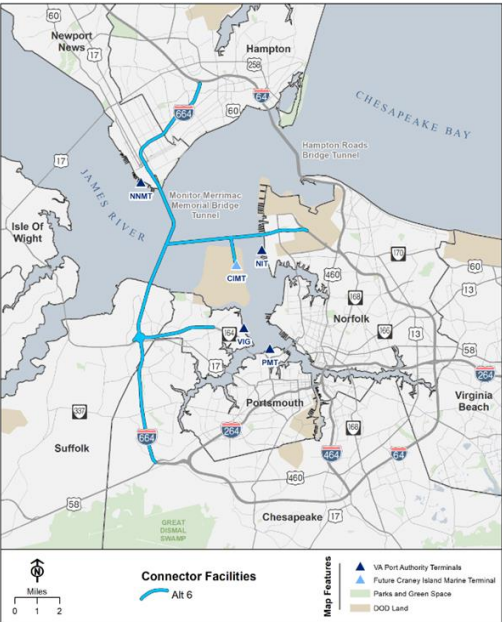 60
Newport
News
17
Hampton
258
64
664
60
CHESAPEAKE BAY
Hampton Roads
Bridge Tunnel
17
JAMES RIVER
NNMT
Monitor Merrimac
Memorial Bridge
Tunnel
Isle Of
Wight
NIT
CIMT
170
460
60
13
168
Norfolk
164
VIG
166
13
17
PMT
58
264
Virginia
Beach
Portsmouth
337
Suffolk
664
264
168
464
64
460
58
GREAT
DISMAL
SWAMP
Chesapeake
17
N
Miles
0 1 2
Connector Facilities
Alt 6
Map Features
VA Port Authority Terminals
Future Craney Island Marine Terminal
Parks and Green Space
DOD Land